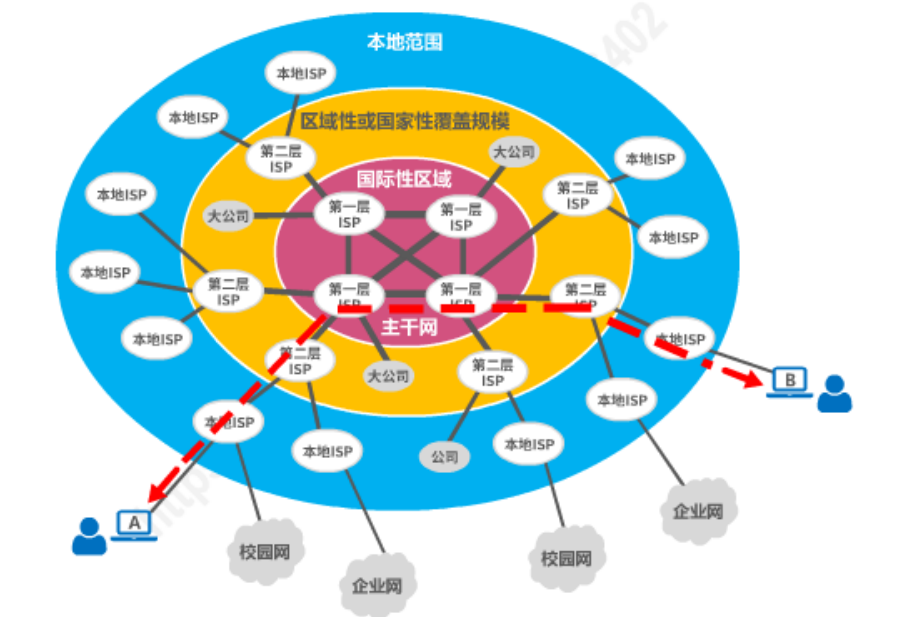 402
本地范围
本地ISP
本地ISP
区域性或国家性覆盖规模
第二层
ISP
大公司
本地ISP
国际性区域
本地ISP
第二层
ISP
大公司
第一层
ISP
第一层
ISP
本地ISP
本地ISP
第二层
ISP
第一层
ISP
第一层
ISP
第二层
ISP
本地ISP
主干网
本地ISP
第二层
ISP
大公司
第二层
ISP
B
本地ISP
本地ISP
本地ISP
公司
本地ISP
A
企业网
校园网
校园网
企业网
http